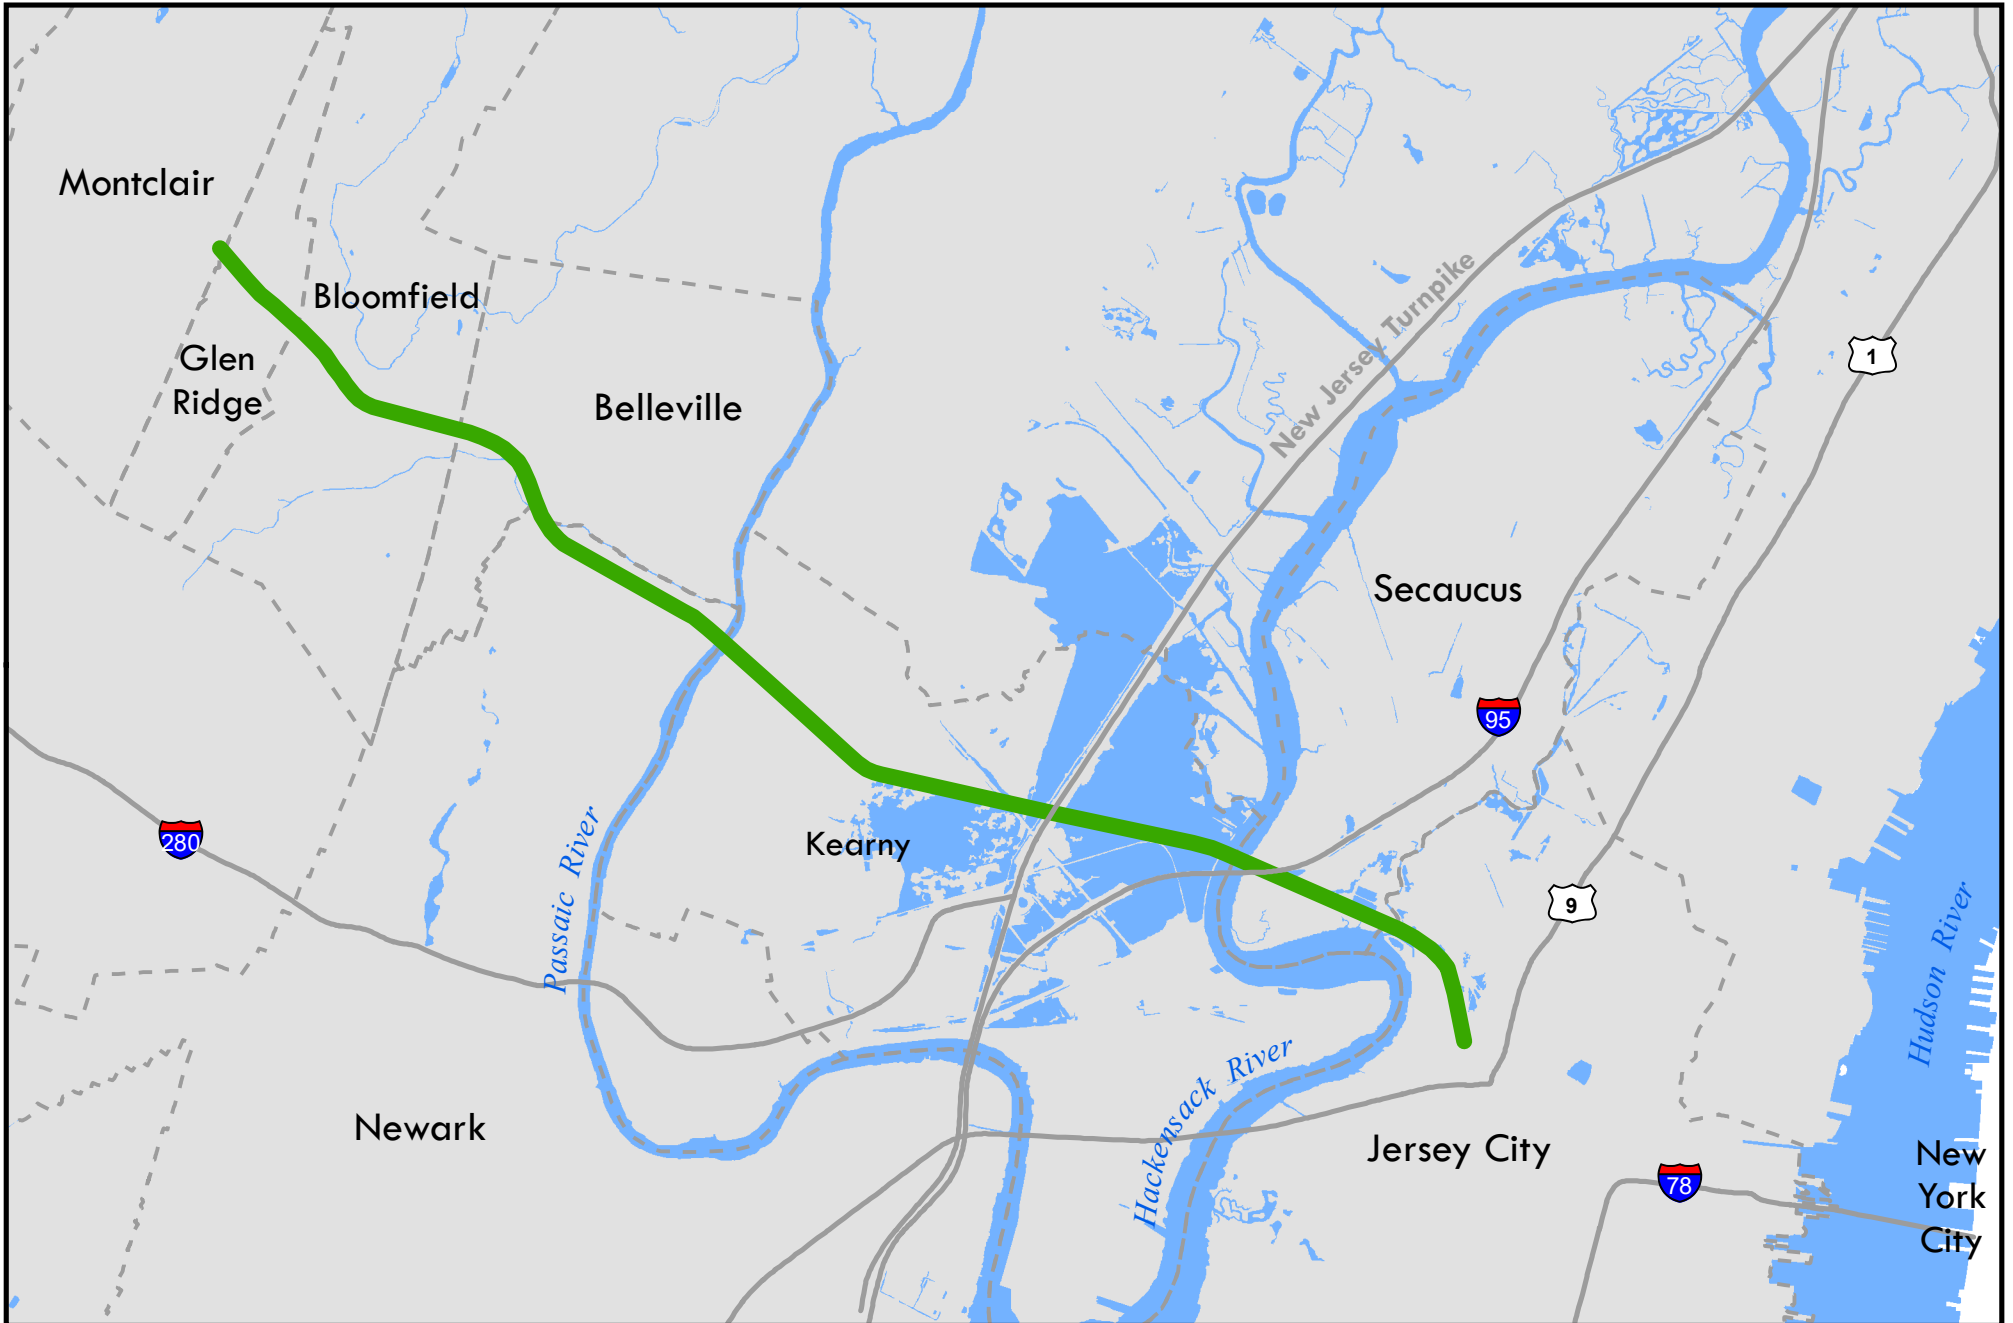 Montclair
Bloomfield
Glen
Ridge
Belleville
New Jersey Turnpike
1
Secaucus
95
280
Kearny
9
Passaic River
Hudson River
Hackensack River
Newark
Jersey City
78
New
York
City